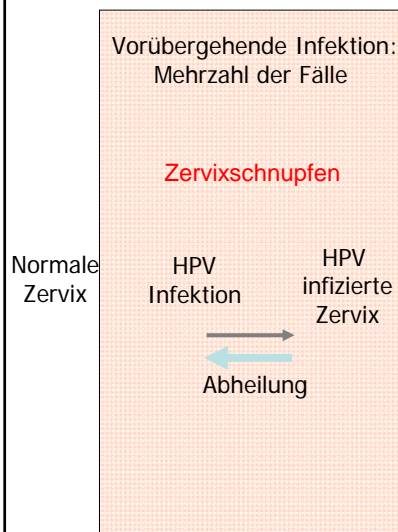 Vorübergehende Infektion:
Mehrzahl der Fälle
Zervixschnupfen
Normale
Zervix
HPV
Infektion
HPV
infizierte
Zervix
Abheilung